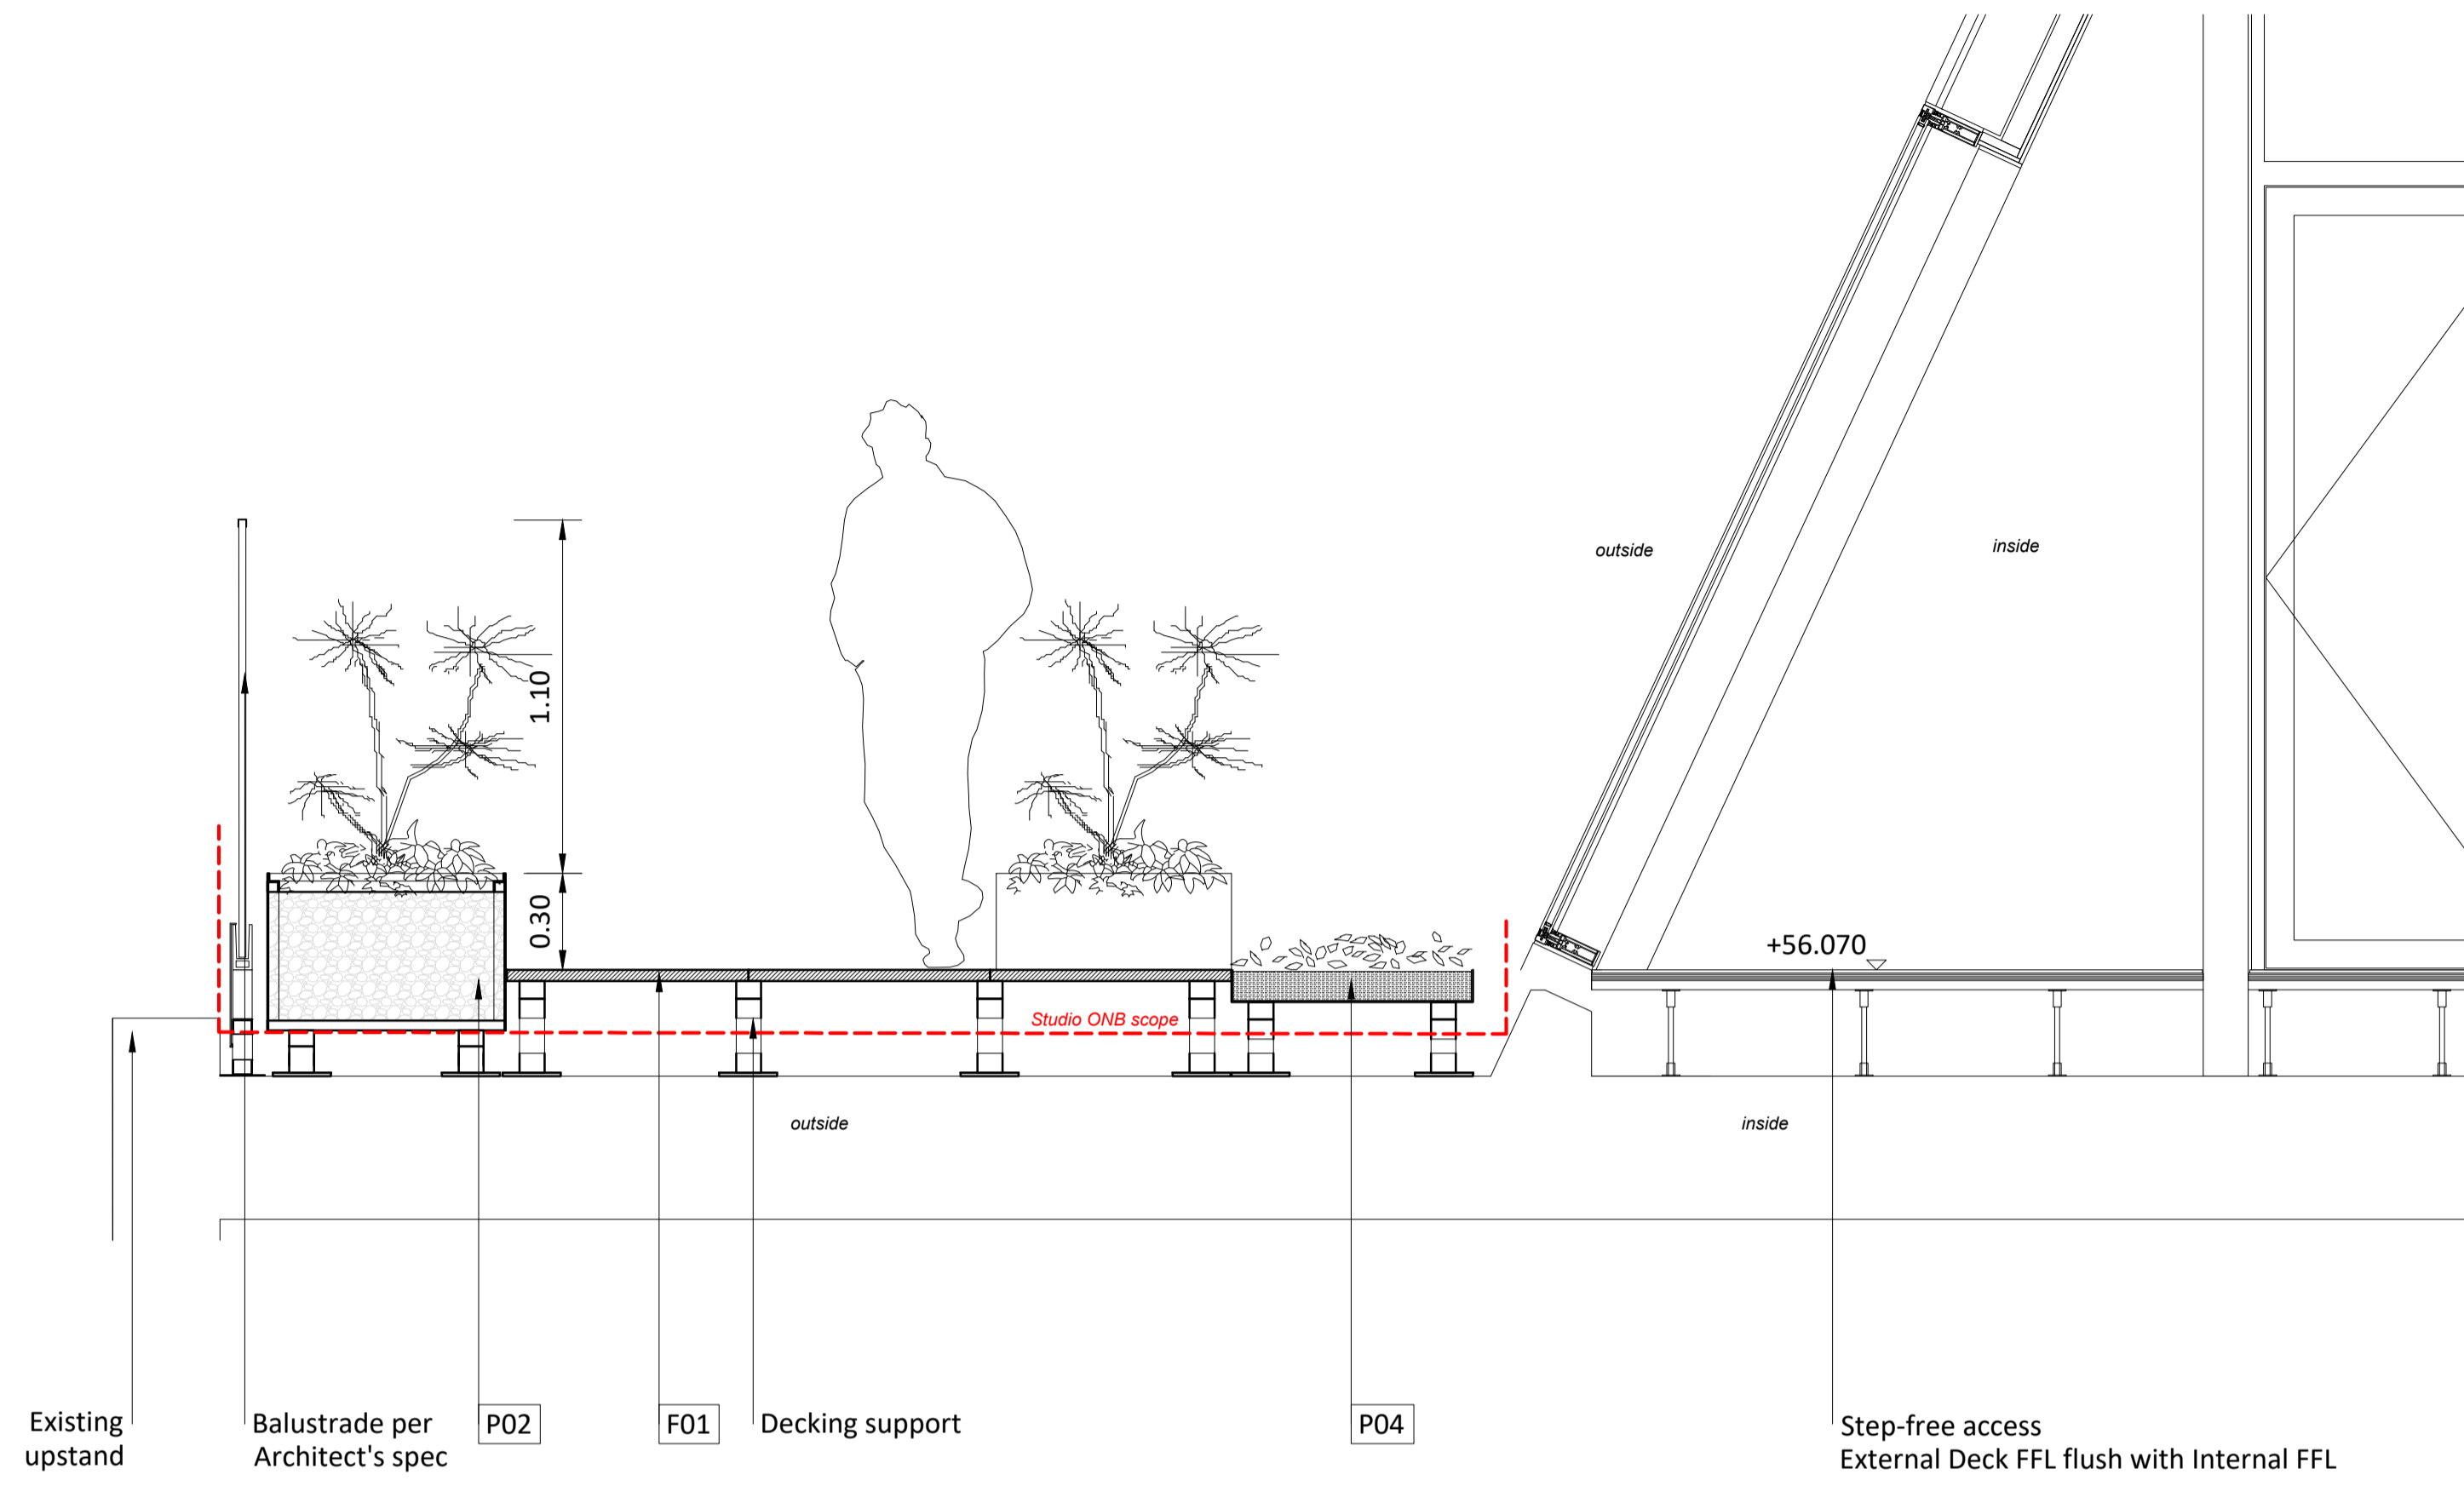 outside
inside
1.10
0.30
+56.070
Studio ONB scope
outside
inside
Existing
upstand
Balustrade per
Architect's spec
P02
F01
Decking support
P04
Step-free access
External Deck FFL flush with Internal FFL